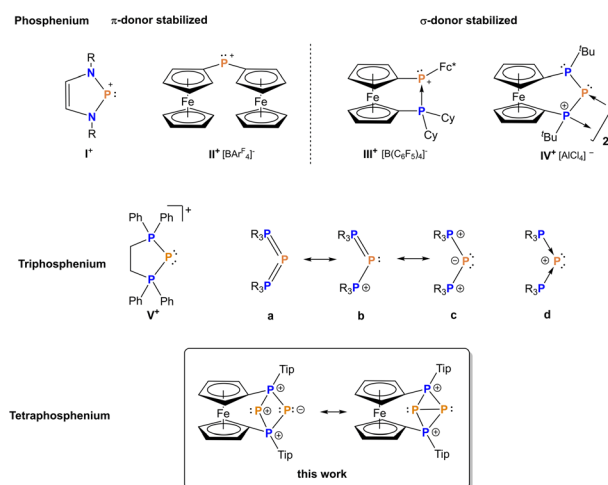 Phosphenium π-donor stabilized σ-donor stabilized
R
N
P
+
:
N
R
I⁺
P
+
Fe Fe
II⁺ [BArF4]-
Fc*
P
+
Fe
P
Cy
Cy
III⁺ [B(C6F5)4]⁻
tBu
P
Fe
P
P
⊕
tBu
2
IV⁺ [AlCl4] ⁻
Triphosphenium
Ph Ph
+
P
P:
P
Ph Ph
V⁺
R3P
P
R3P
a
R3P
P:
R3P
⊕
b
⊕
R3P
⊖ P:
R3P
⊕
c
R3P
⊕ P:
R3P
d
Tetraphosphenium
Tip
P ⊕
Fe :P ⊕ P: ⊖
P ⊕
Tip
Tip
P ⊕
Fe :P P:
P ⊕
Tip
this work